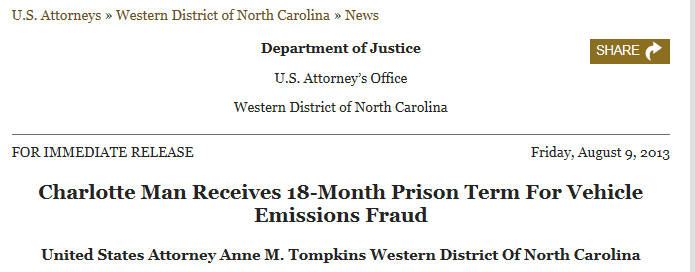 U.S. Attorneys » Western District of North Carolina » News
Department of Justice
SHARE
U.S. Attorney's Office
Western District of North Carolina
FOR IMMEDIATE RELEASE
Friday, August 9, 2013
Charlotte Man Receives 18-Month Prison Term For Vehicle
Emissions Fraud
United States Attorney Anne M. Tompkins Western District Of North Carolina